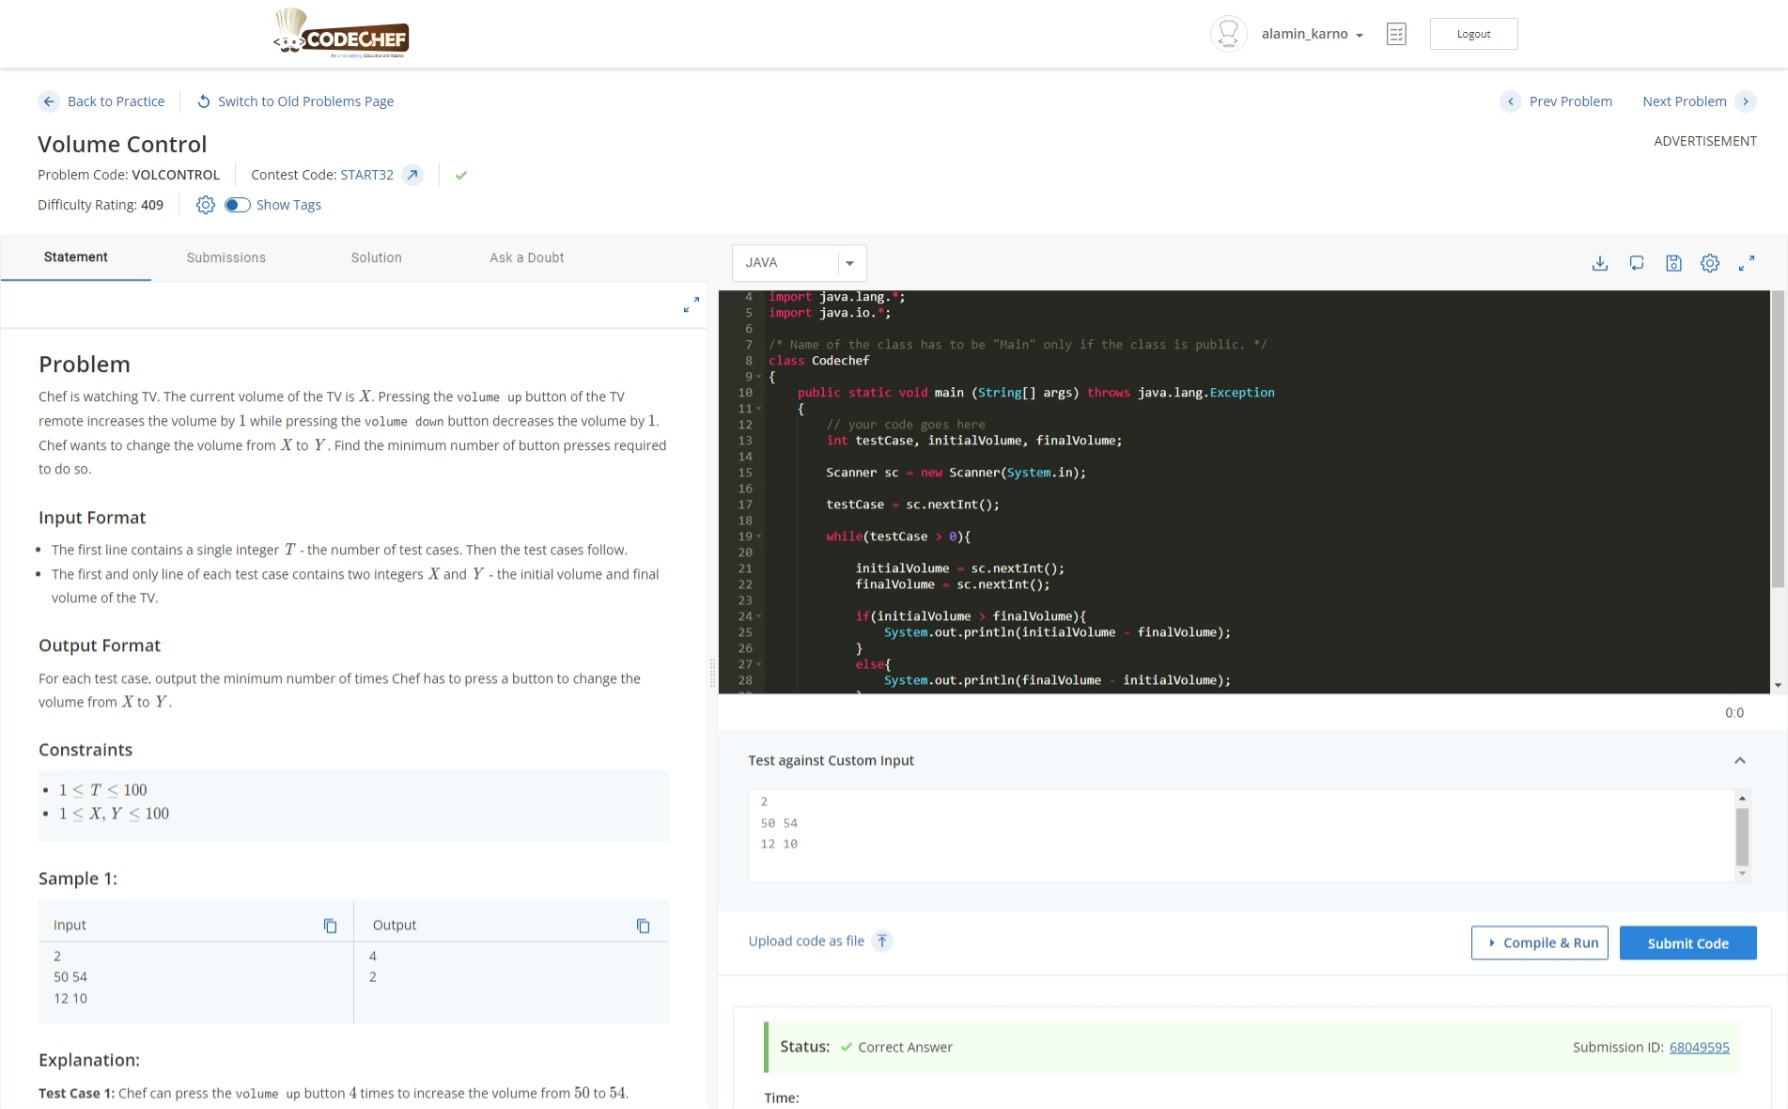 CODECHEF
alamin_karno
Logout
Back to Practice
Switch to Old Problems Page
Prev Problem
Next Problem
Volume Control
ADVERTISEMENT
Problem Code: VOLCONTROL
Contest Code: START32
Difficulty Rating: 409
Show Tags
Statement
Submissions
Solution
Ask a Doubt
Problem
Chef is watching TV. The current volume of the TV is X. Pressing the volume up button of the TV
remote increases the volume by 1 while pressing the volume down button decreases the volume by 1.
Chef wants to change the volume from X to Y. Find the minimum number of button presses required
to do so.
Input Format
• The first line contains a single integer T - the number of test cases. Then the test cases follow.
• The first and only line of each test case contains two integers X and Y - the initial volume and final
volume of the TV.
Output Format
For each test case, output the minimum number of times Chef has to press a button to change the
volume from X to Y.
Constraints
• 1 ≤ T ≤ 100
• 1 ≤ X, Y ≤ 100
Sample 1:
Input
Output
2
50 54
12 10
4
2
Explanation:
Test Case 1: Chef can press the volume up button 4 times to increase the volume from 50 to 54.
JAVA
4 import java.lang.*;
5 import java.io.*;
6
7 /* Name of the class has to be "Main" only if the class is public. */
8 class Codechef
9 {
10 public static void main (String[] args) throws java.lang.Exception
11 {
12 // your code goes here
13 int testCase, initialVolume, finalVolume;
14
15 Scanner sc = new Scanner(System.in);
16
17 testCase = sc.nextInt();
18
19 while(testCase > 0){
20
21 initialVolume = sc.nextInt();
22 finalVolume = sc.nextInt();
23
24 if(initialVolume > finalVolume){
25 System.out.println(initialVolume - finalVolume);
26 }
27 else{
28 System.out.println(finalVolume - initialVolume);
0:0
Test against Custom Input
2
50 54
12 10
Upload code as file
Compile & Run
Submit Code
Status: Correct Answer
Submission ID: 68049595
Time: